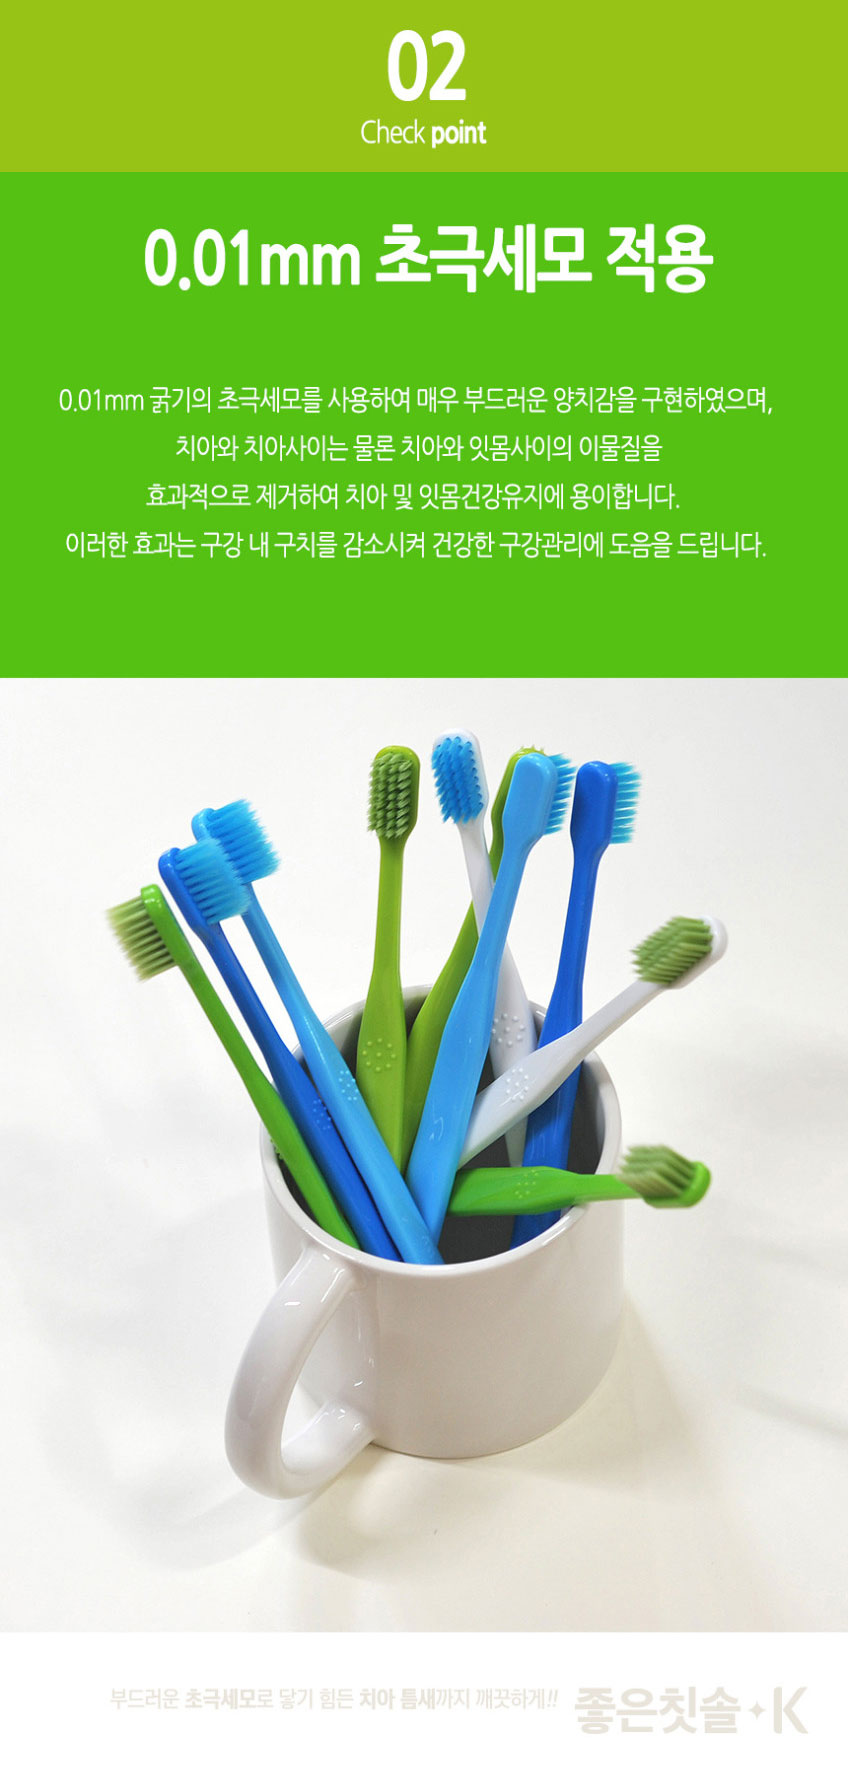 02
Check point
0.01mm 초극세모 적용
0.01mm 굵기의 초극세모를 사용하여 매우 부드러운 양치감을 구현하였으며,
치아와 치아사이는 물론 치아와 잇몸사이의 이물질을
효과적으로 제거하여 치아 및 잇몸건강유지에 용이합니다.
이러한 효과는 구강 내 구치를 감소시켜 건강한 구강관리에 도음을 드립니다.
부드러운 초극세모로 닿기 힘든 치아 틈새까지 깨끗하게!! 좋은칫솔✦K